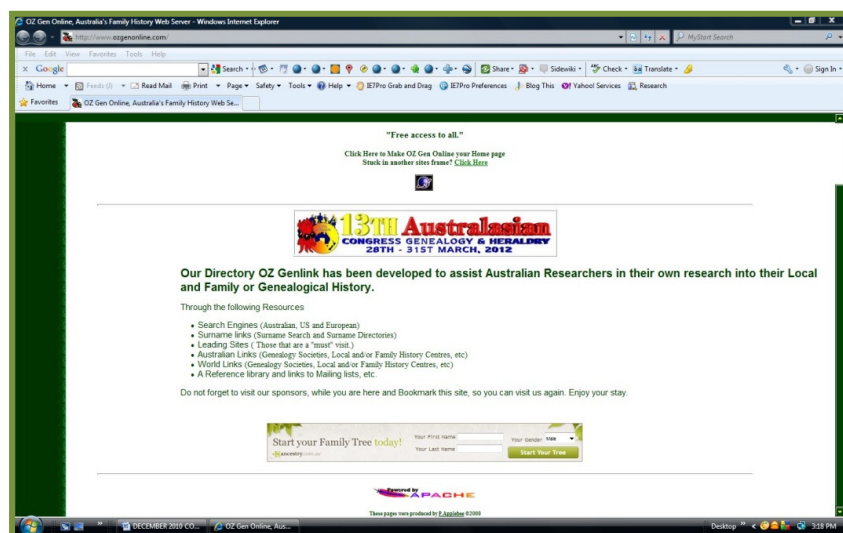 OZ Gen Online, Australia's Family History Web Server - Windows Internet Explorer
http://www.ozgenonline.com/
MyStart Search
File Edit View Favorites Tools Help
x Google Search Share Sidewiki Check Translate Sign In
Home Feeds (J) Read Mail Print Page Safety Tools Help IE7Pro Grab and Drag IE7Pro Preferences Blog This Yahoo! Services Research
Favorites OZ Gen Online, Australia's Family History Web Se...
"Free access to all."
Click Here to Make OZ Gen Online your Home page
Stuck in another sites frame? Click Here
13TH Australasian
CONGRESS GENEALOGY & HERALDRY
28TH - 31ST MARCH, 2012
Our Directory OZ Genlink has been developed to assist Australian Researchers in their own research into their Local
and Family or Genealogical History.
Through the following Resources
• Search Engines (Australian, US and European)
• Surname links (Surname Search and Surname Directories)
• Leading Sites ( Those that are a "must" visit.)
• Australian Links (Genealogy Societies, Local and/or Family History Centres, etc)
• World Links (Genealogy Societies, Local and/or Family History Centres, etc)
• A Reference library and links to Mailing lists, etc.
Do not forget to visit our sponsors, while you are here and Bookmark this site, so you can visit us again. Enjoy your stay.
Start your Family Tree today!
Your First Name
Your Last Name
Your Gender
ancestry.com.au
Start Your Tree
Powered by
APACHE
These pages were produced by P.Applebee ©2000
DECEMBER 2010 CO... OZ Gen Online, Aus... Desktop 3:18 PM